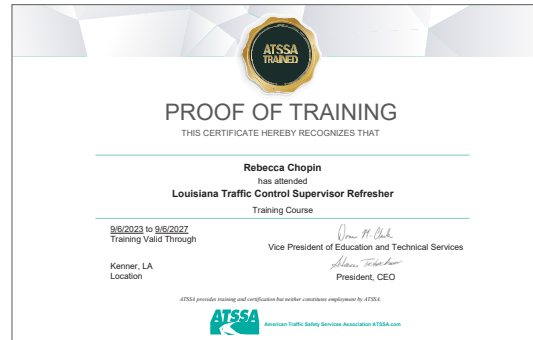 ATSSA
TRAINED
PROOF OF TRAINING
THIS CERTIFICATE HEREBY RECOGNIZES THAT
Rebecca Chopin
has attended
Louisiana Traffic Control Supervisor Refresher
Training Course
9/6/2023 to 9/6/2027
Training Valid Through
Vice President of Education and Technical Services
Kenner, LA
Location
President, CEO
ATSSA provides training and certification but neither constitutes employment by ATSSA.
ATSSA
American Traffic Safety Services Association ATSSA.com